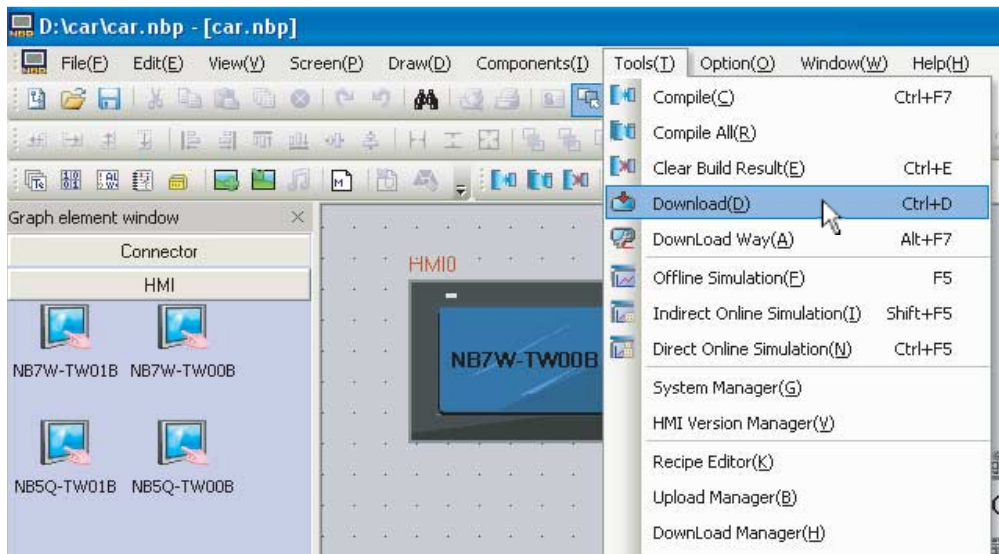 D:\car\car.nbp - [car.nbp]
File(F) Edit(E) View(V) Screen(P) Draw(D) Components(I) Tools(T) Option(O) Window(W) Help(H)
Compile(C) Ctrl+F7
Compile All(R)
Clear Build Result(E) Ctrl+E
Download(D) Ctrl+D
DownLoad Way(A) Alt+F7
Offline Simulation(F) F5
Indirect Online Simulation(I) Shift+F5
Direct Online Simulation(N) Ctrl+F5
System Manager(G)
HMI Version Manager(V)
Recipe Editor(K)
Upload Manager(B)
DownLoad Manager(H)
Graph element window
Connector
HMI
NB7W-TW01B NB7W-TW00B
NB5Q-TW01B NB5Q-TW00B
HMI0
NB7W-TW00B